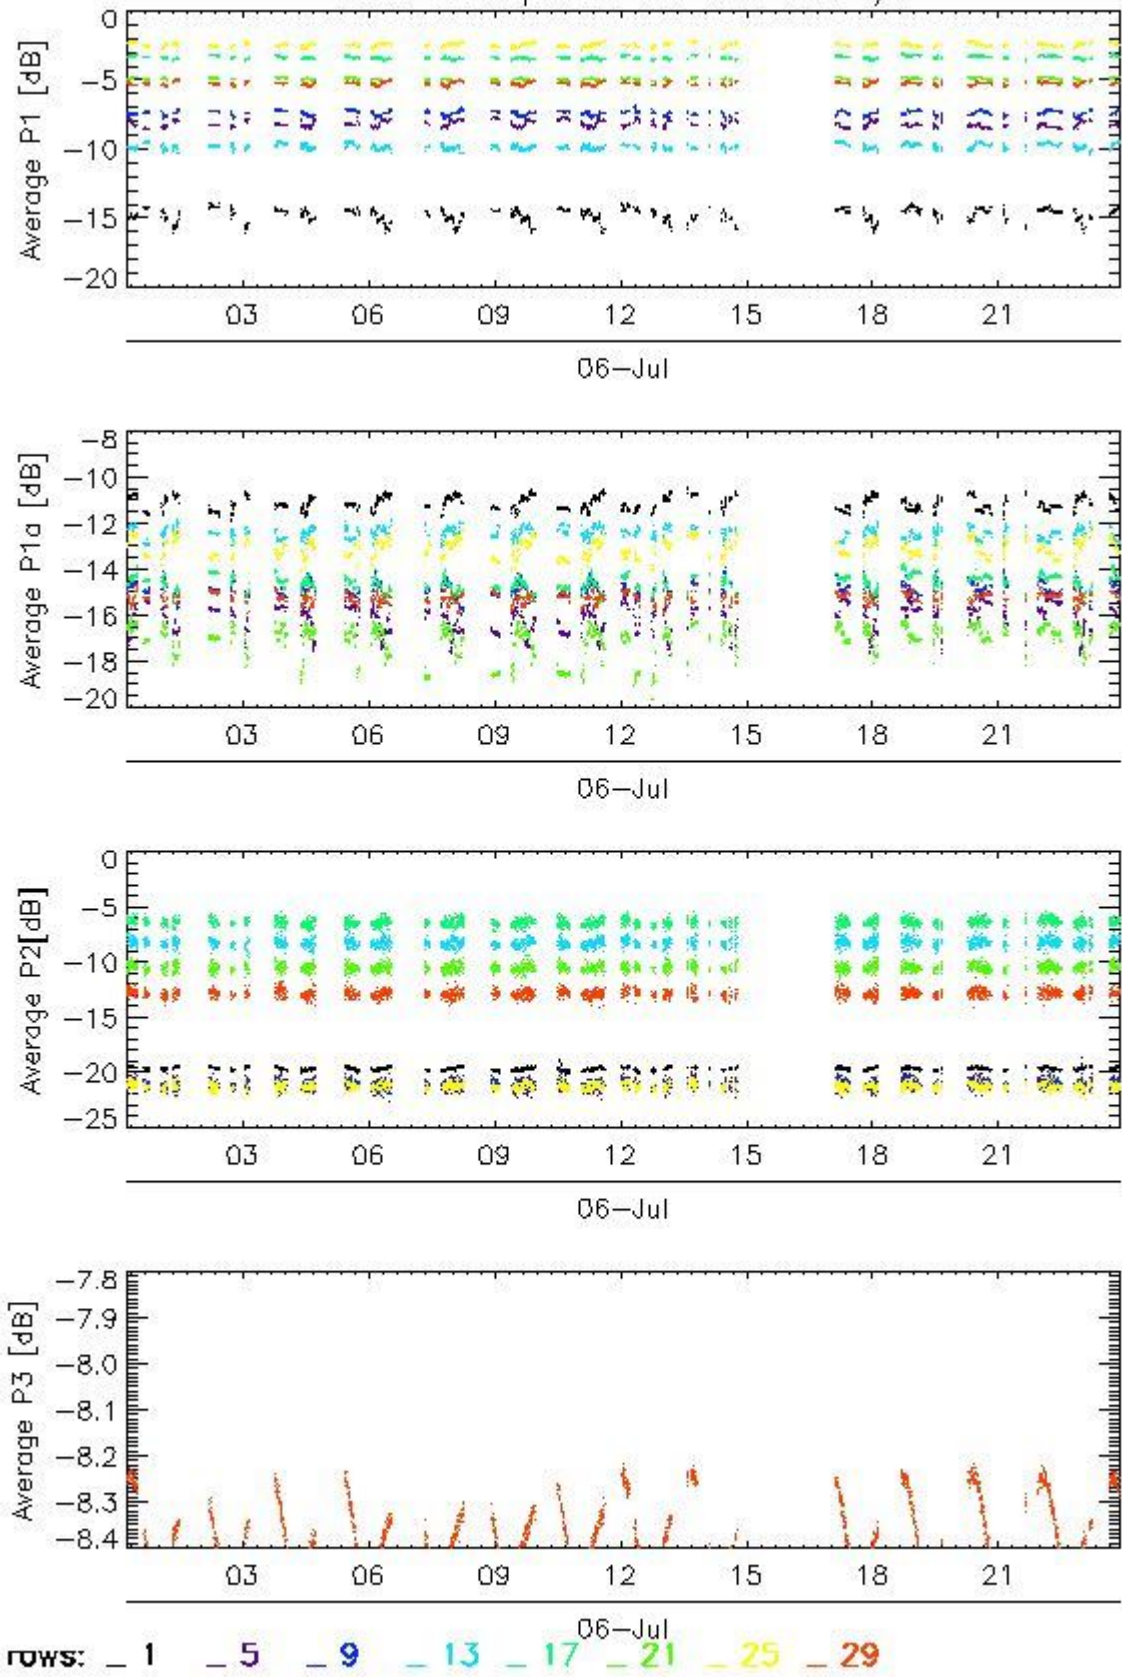 0
−5
−10
−15
−20
Average P1 [dB]
03 06 09 12 15 18 21
06−Jul
−8
−10
−12
−14
−16
−18
−20
Average P1a [dB]
03 06 09 12 15 18 21
06−Jul
0
−5
−10
−15
−20
−25
Average P2[dB]
03 06 09 12 15 18 21
06−Jul
−7.8
−7.9
−8.0
−8.1
−8.2
−8.3
−8.4
Average P3 [dB]
03 06 09 12 15 18 21
06−Jul
rows: _ 1 _ 5 _ 9 _ 13 _ 17 _ 21 _ 25 _ 29